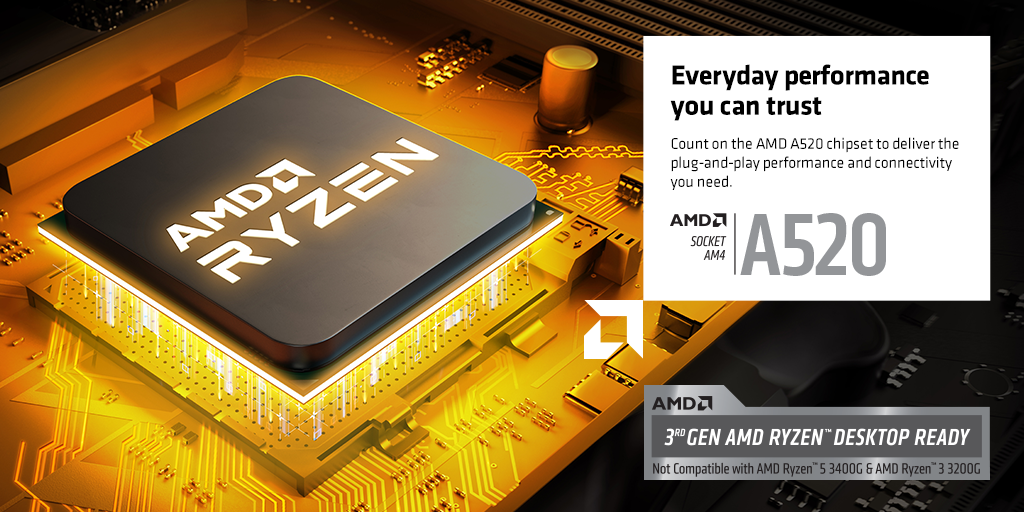 AMD
RYZEN
Everyday performance
you can trust
Count on the AMD A520 chipset to deliver the
plug-and-play performance and connectivity
you need.
AMD
SOCKET
AM4
A520
AMD
3RD GEN AMD RYZEN™ DESKTOP READY
Not Compatible with AMD Ryzen™ 5 3400G & AMD Ryzen™ 3 3200G